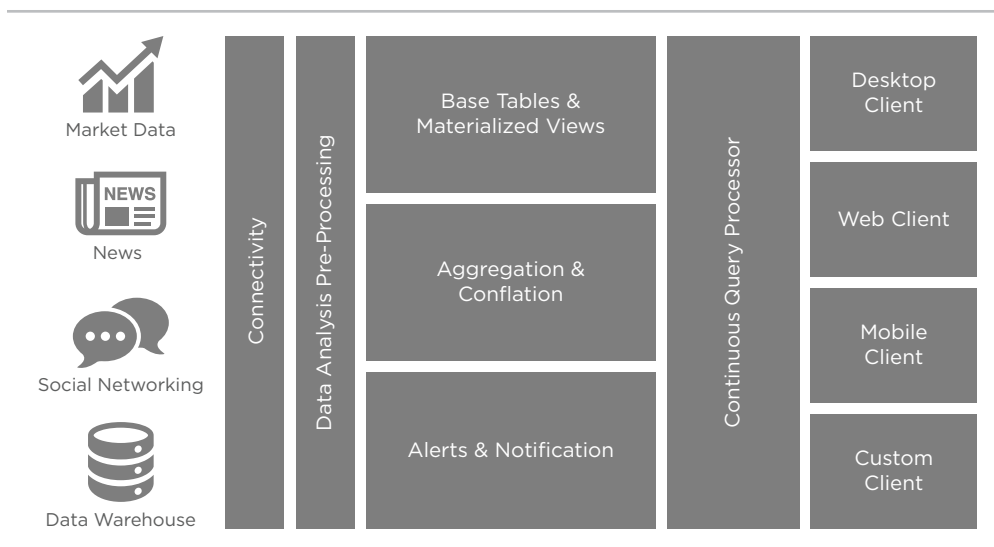 Market Data
NEWS
News
Social Networking
Data Warehouse
Connectivity
Data Analysis Pre-Processing
Base Tables &
Materialized Views
Aggregation &
Conflation
Alerts & Notification
Continuous Query Processor
Desktop
Client
Web Client
Mobile
Client
Custom
Client